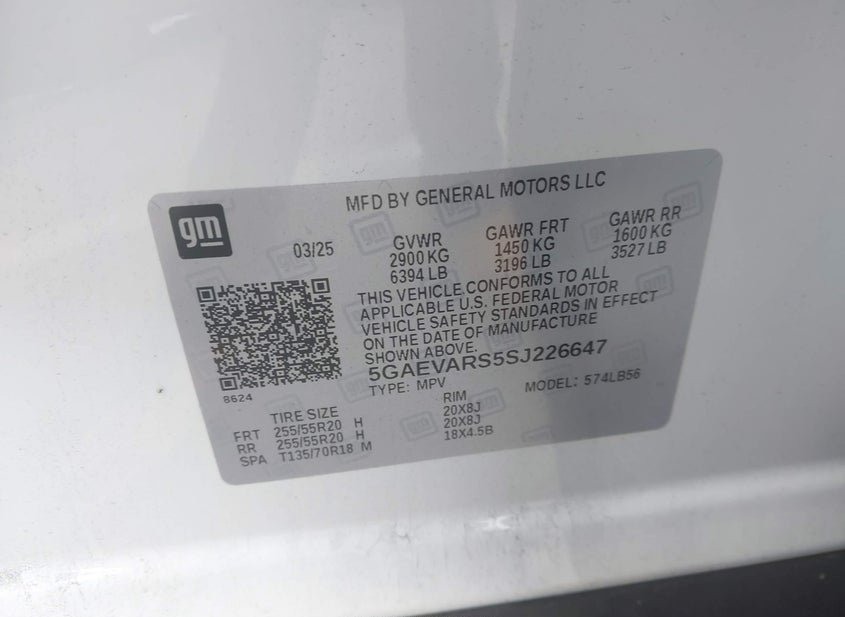 gm
MFD BY GENERAL MOTORS LLC
03/25
GVWR
2900 KG
6394 LB
GAWR FRT
1450 KG
3196 LB
GAWR RR
1600 KG
3527 LB
THIS VEHICLE CONFORMS TO ALL
APPLICABLE U.S. FEDERAL MOTOR
VEHICLE SAFETY STANDARDS IN EFFECT
ON THE DATE OF MANUFACTURE
SHOWN ABOVE.
5GAEVARS5SJ226647
TYPE: MPV MODEL: 574LB56
8624
TIRE SIZE RIM
FRT 255/55R20 H 20X8J
RR 255/55R20 H 20X8J
SPA T135/70R18 M 18X4.5B